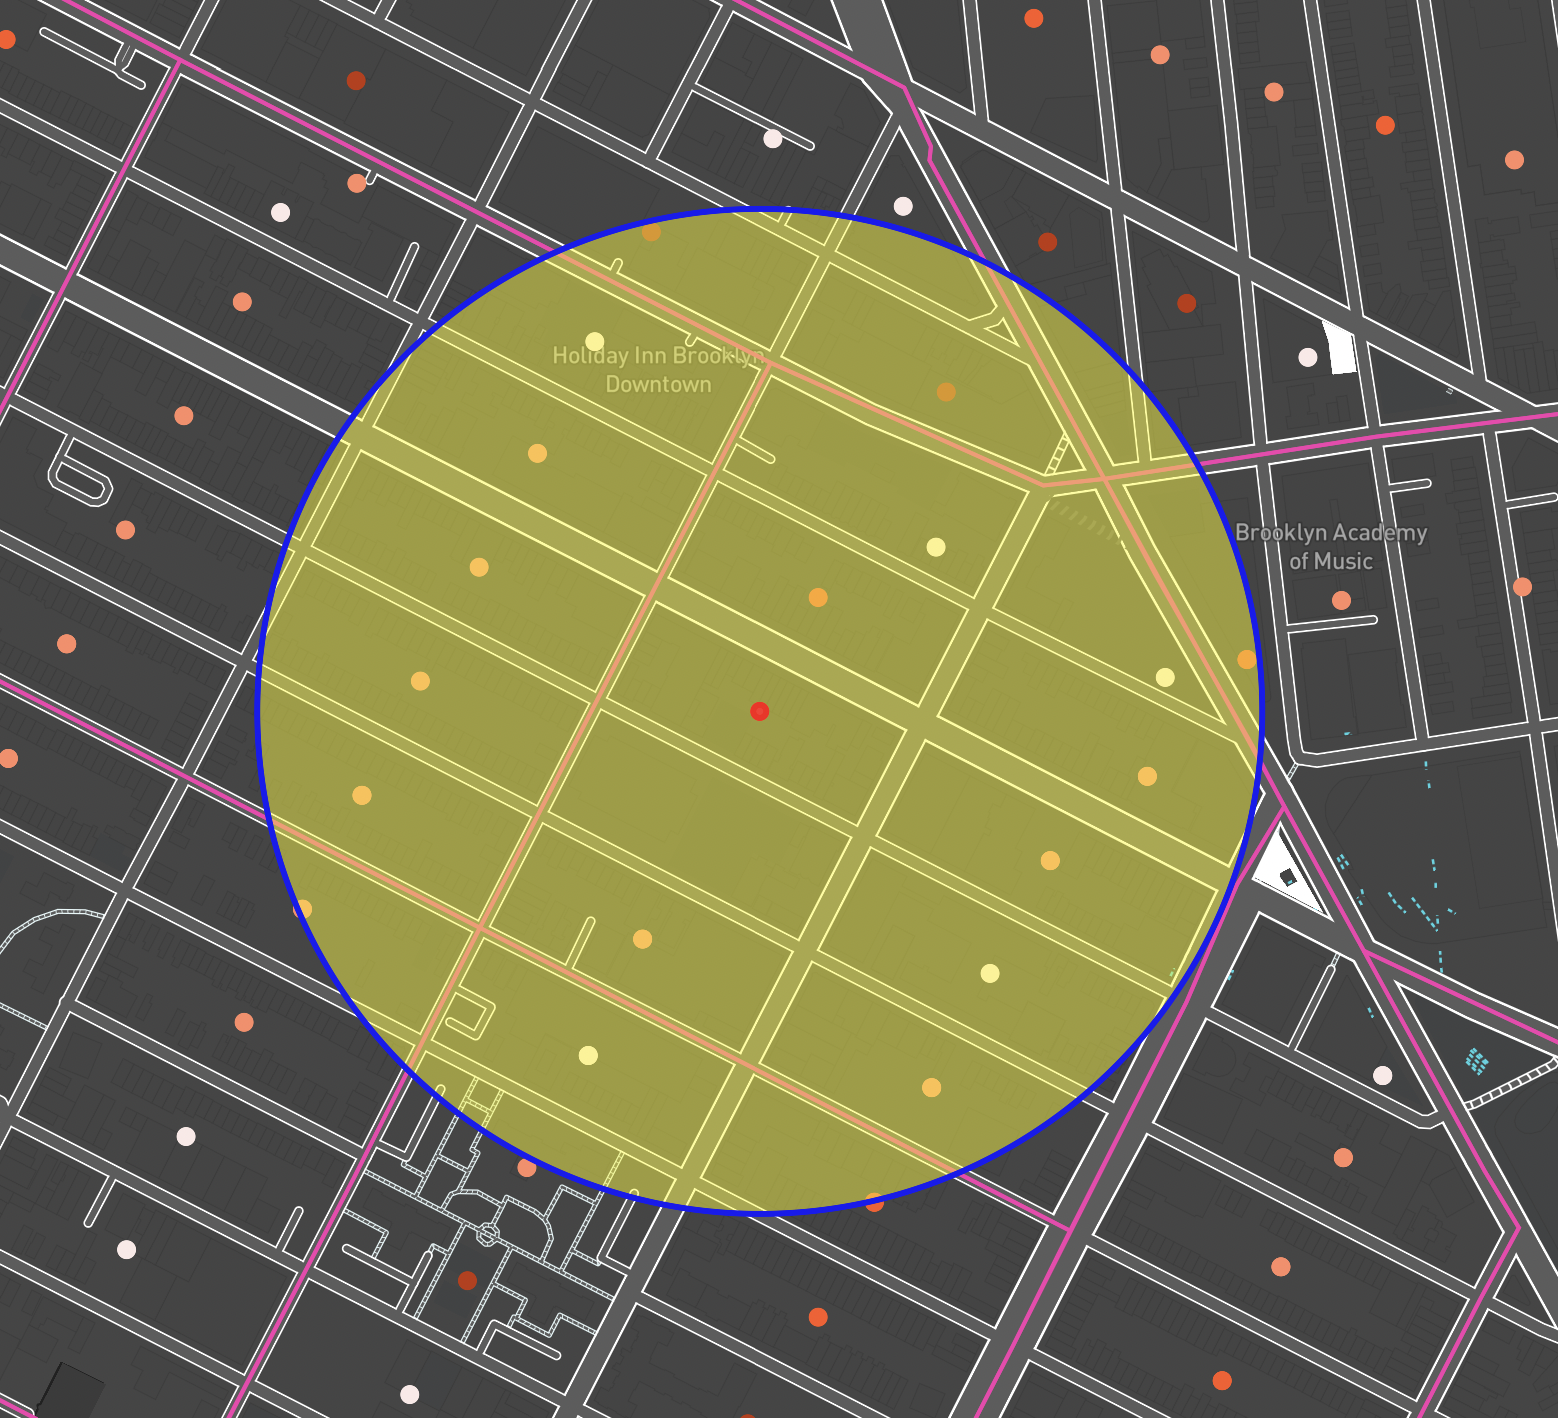 Holiday Inn Brooklyn
Downtown
Brooklyn Academy
of Music